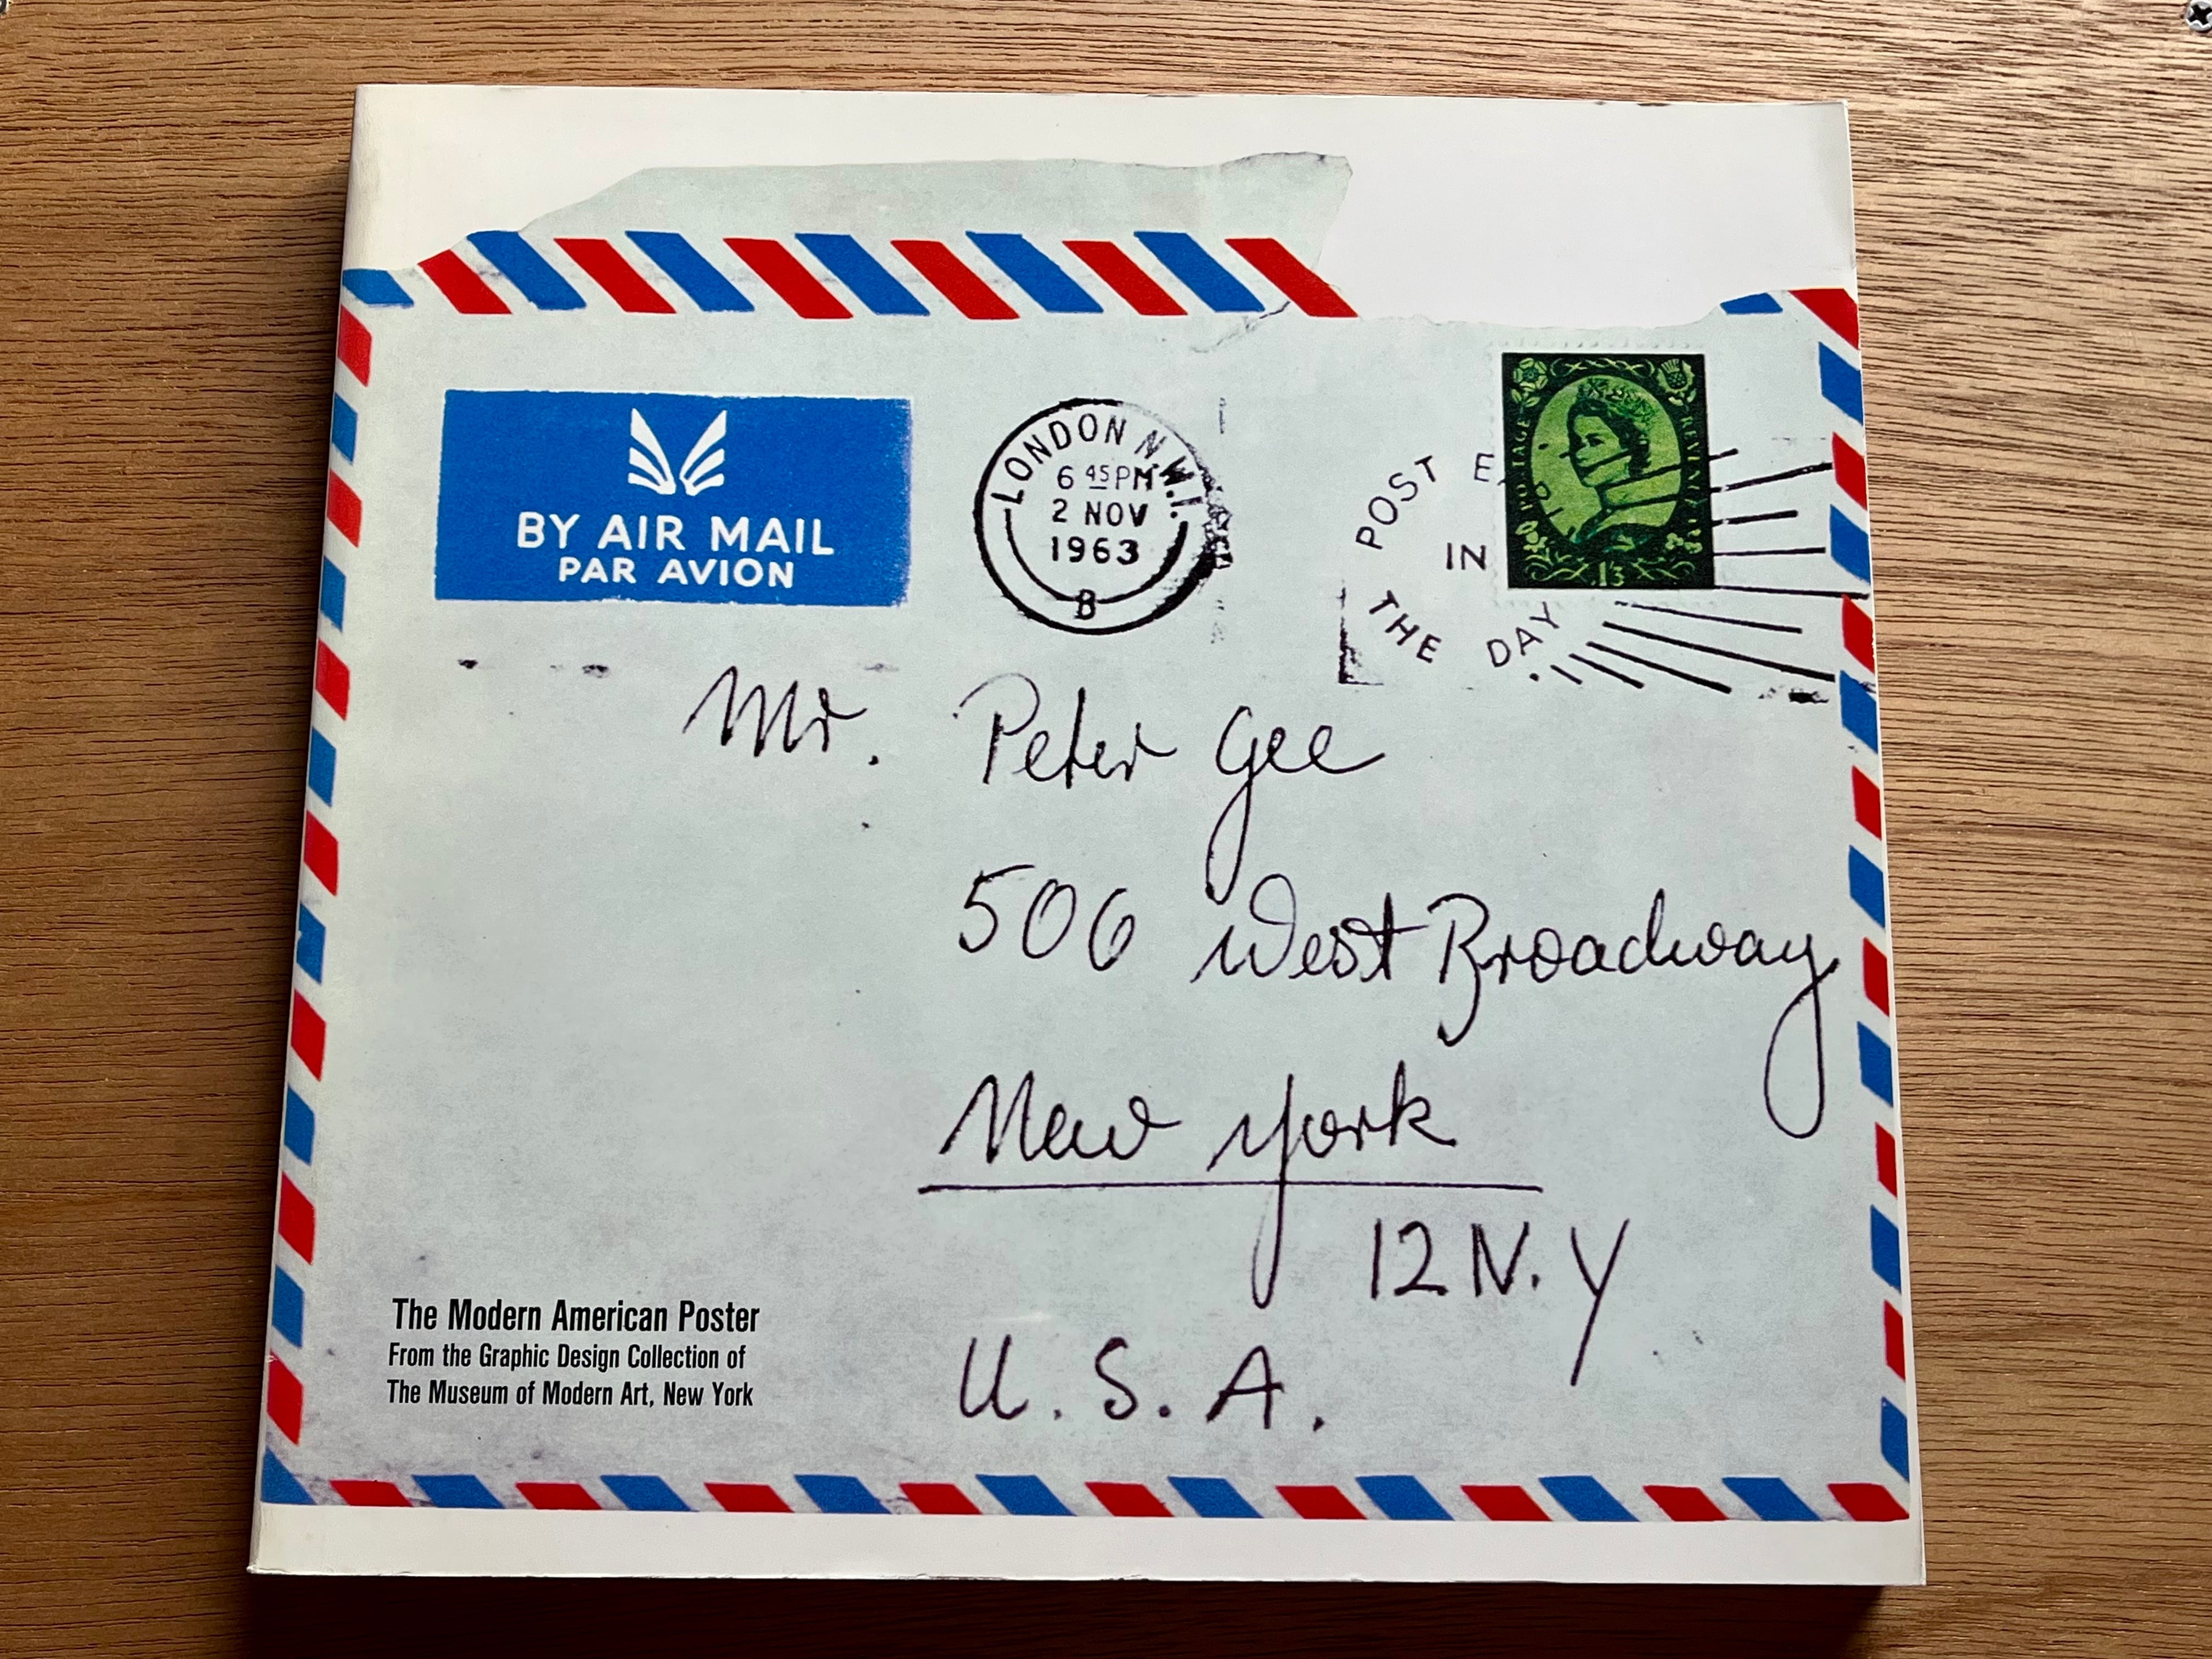 BY AIR MAIL
PAR AVION
LONDON N.W.1.
6 45 PM
2 NOV
1963
B
POST E
IN
THE DAY
POSTAGE REVENUE
1/3
Mr. Peter Gee
506 West Broadway
New York
12 N.Y
U.S.A.
The Modern American Poster
From the Graphic Design Collection of
The Museum of Modern Art, New York